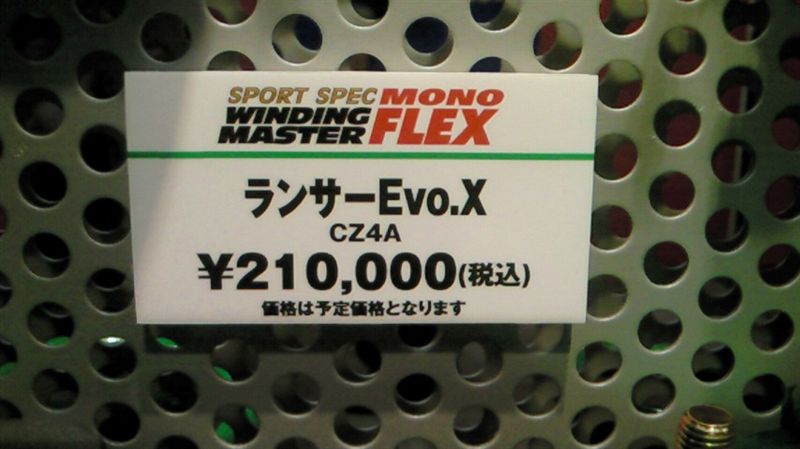 SPORT SPEC MONO
WINDING
MASTER FLEX
ランサーEvo.X
CZ4A
¥210,000(税込)
価格は予定価格となります